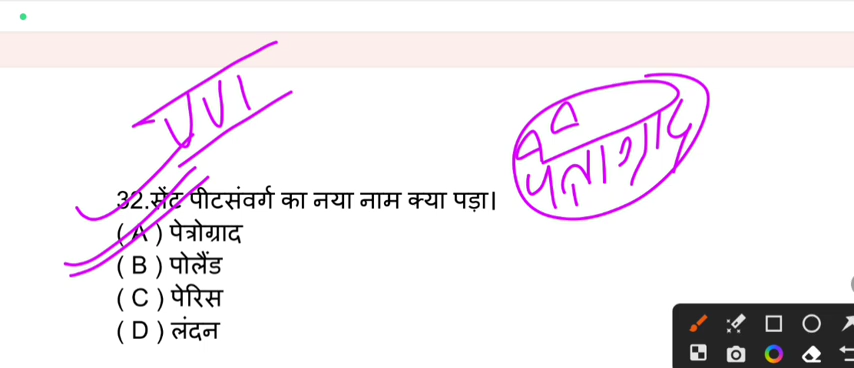 32.सेंट पीटसंवर्ग का नया नाम क्या पड़ा।
( A ) पेत्रोग्राद
( B ) पोलैंड
( C ) पेरिस
( D ) लंदन